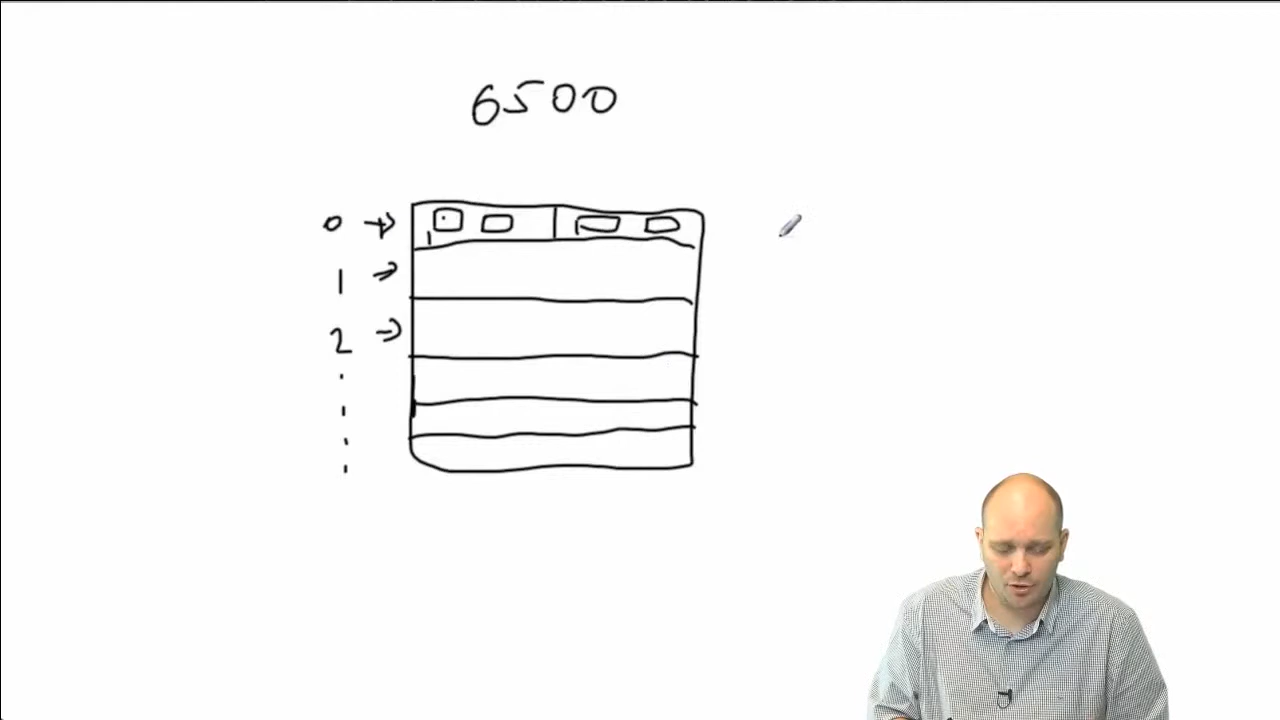 6500
0 →
1 →
2 →